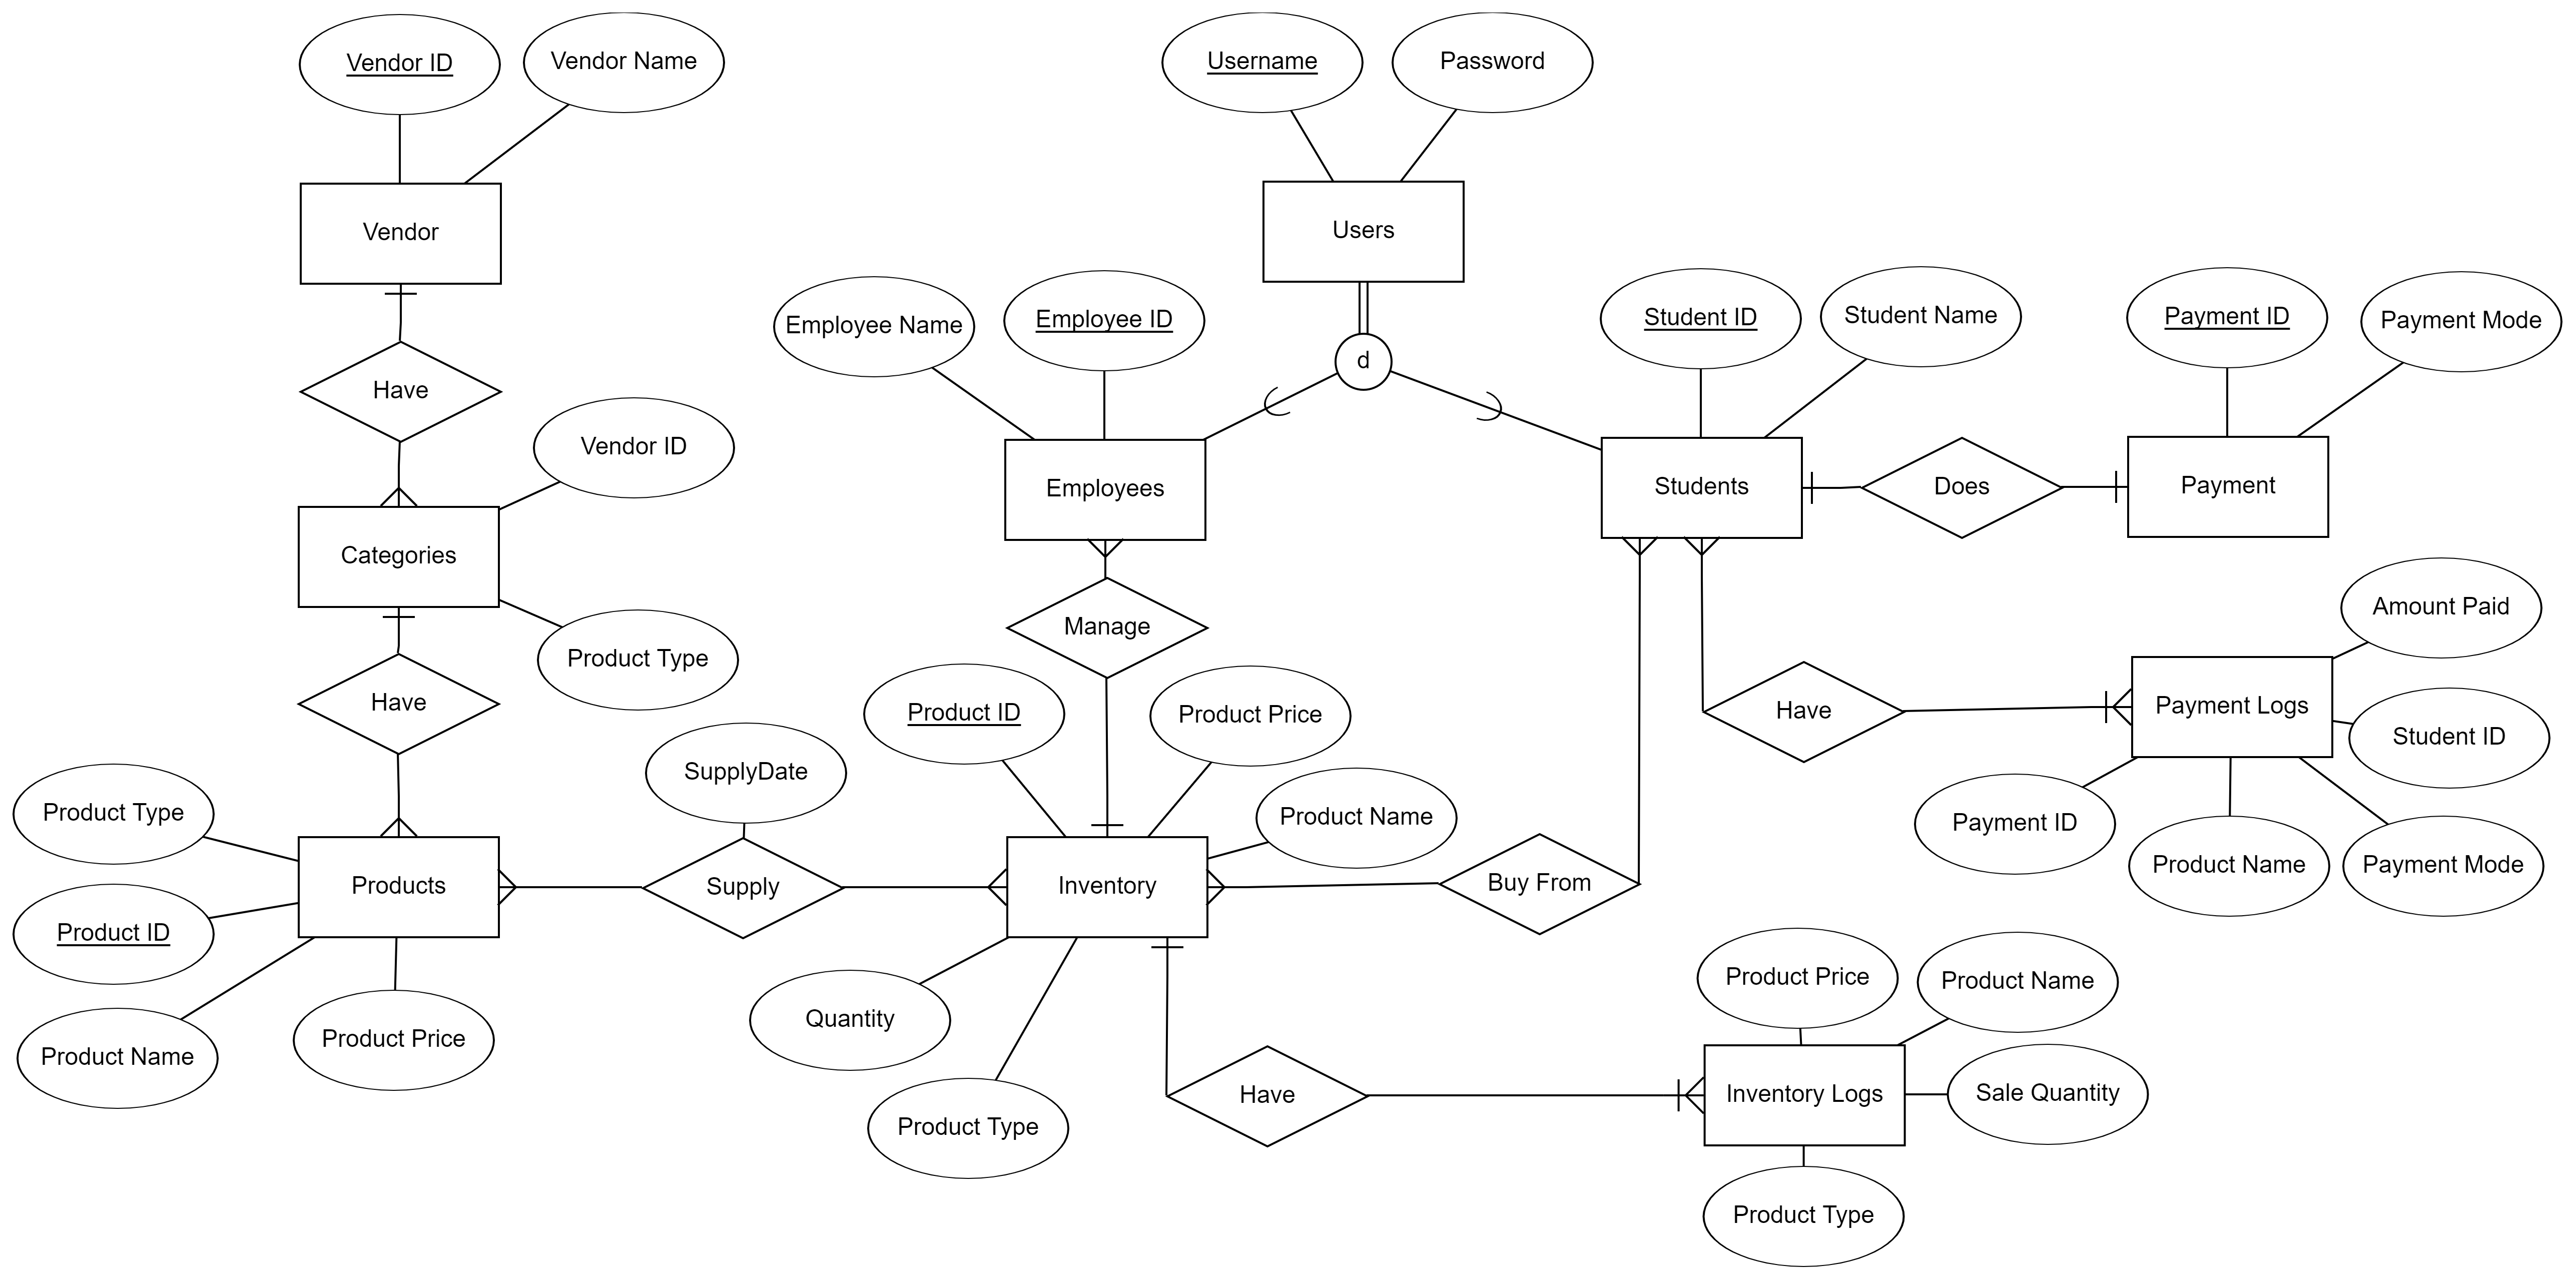 Vendor ID
Vendor Name
Username
Password
Vendor
Users
Employee Name
Employee ID
Student ID
Student Name
Payment ID
Payment Mode
d
Have
Vendor ID
Categories
Employees
Students
Does
Payment
Product Type
Manage
Amount Paid
Have
Product ID
Product Price
Have
Payment Logs
Student ID
SupplyDate
Product Type
Product Name
Payment ID
Product Name
Payment Mode
Products
Supply
Inventory
Buy From
Product ID
Product Name
Product Price
Quantity
Product Type
Product Price
Product Name
Have
Inventory Logs
Sale Quantity
Product Type